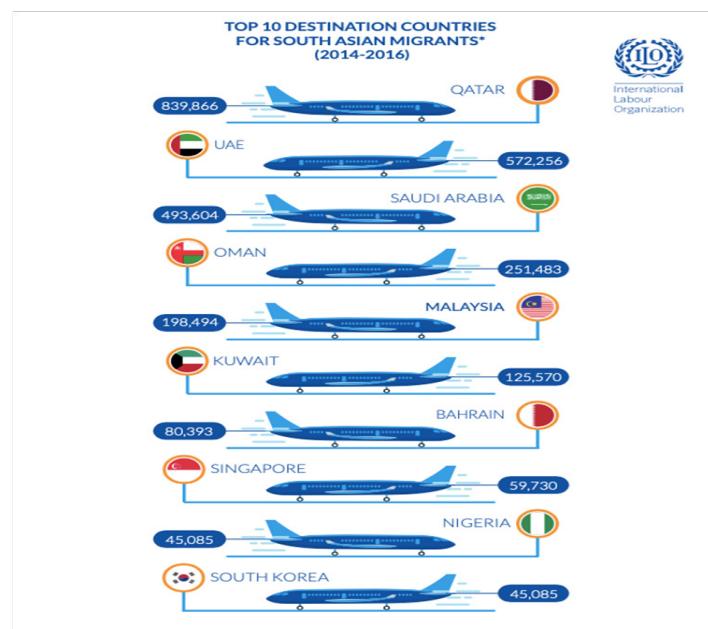 TOP 10 DESTINATION COUNTRIES
FOR SOUTH ASIAN MIGRANTS*
(2014-2016)
ILO
International
Labour
Organization
QATAR
839,866
UAE
572,256
SAUDI ARABIA
493,604
OMAN
251,483
MALAYSIA
198,494
KUWAIT
125,570
BAHRAIN
80,393
SINGAPORE
59,730
NIGERIA
45,085
SOUTH KOREA
45,085